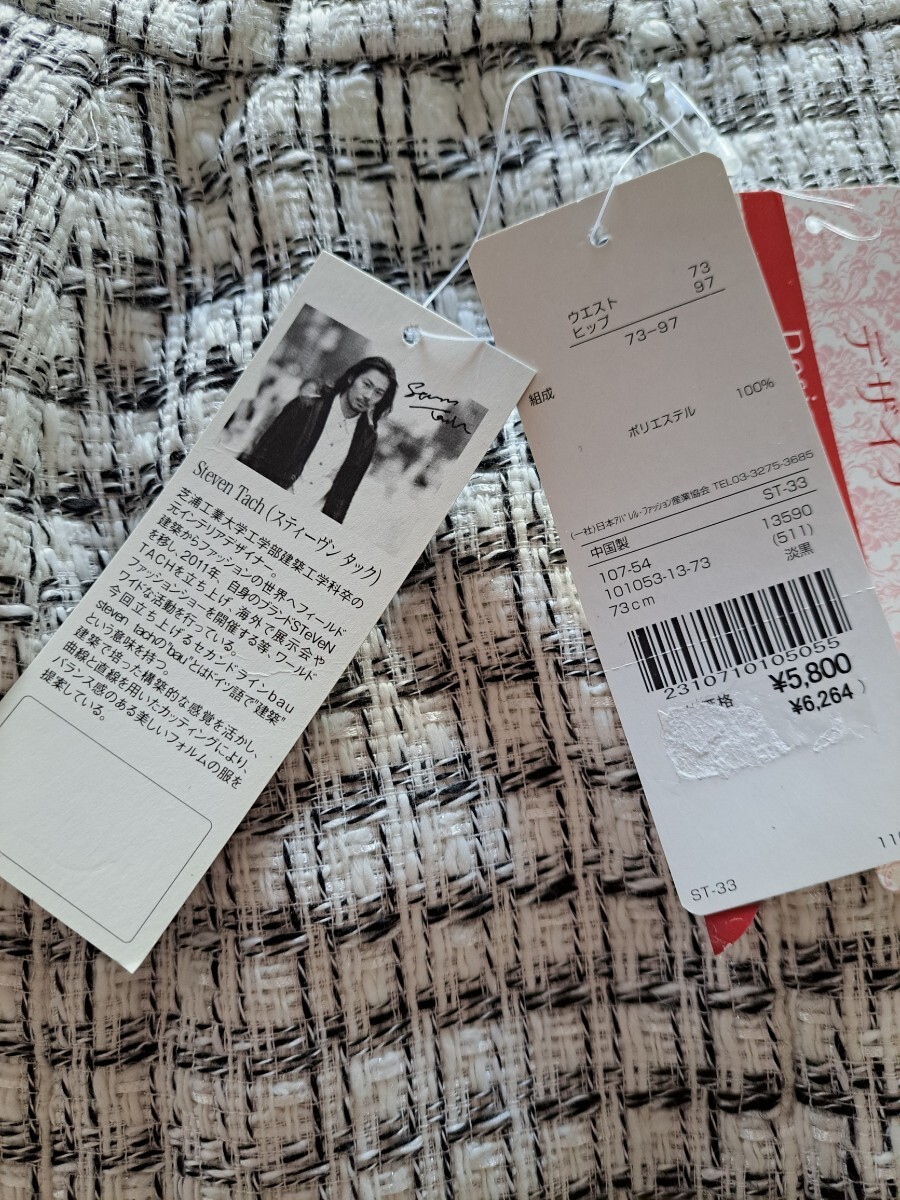 Steven Tach (スティーヴン タック)
芝浦工業大学工学部建築工学科卒の
元インテリアデザイナー。
建築からファッションの世界へフィールド
を移し、2011年、自身のブランドSTeVeN
TACHを立ち上げ、海外で展示会や
ファッションショーを開催する等、ワールド
ワイドな活動を行っている。
今回立ち上げるセカンドラインbau
steven tachの"bau"とはドイツ語で"建築"
という意味を持つ。
建築で培った構築的な感覚を活かし、
曲線と直線を用いたカッティングにより、
バランス感のある美しいフォルムの服を
提案している。
ウエスト 73
ヒップ 97
73-97
組成
ポリエステル 100%
(一社)日本アパレル・ファッション産業協会 TEL03-3275-3685
ST-33
中国製 13590
107-54 (511)
101053-13-73 淡黒
73cm
2310710105055
¥5,800
価格 ¥6,264)
ST-33
110
デザイン